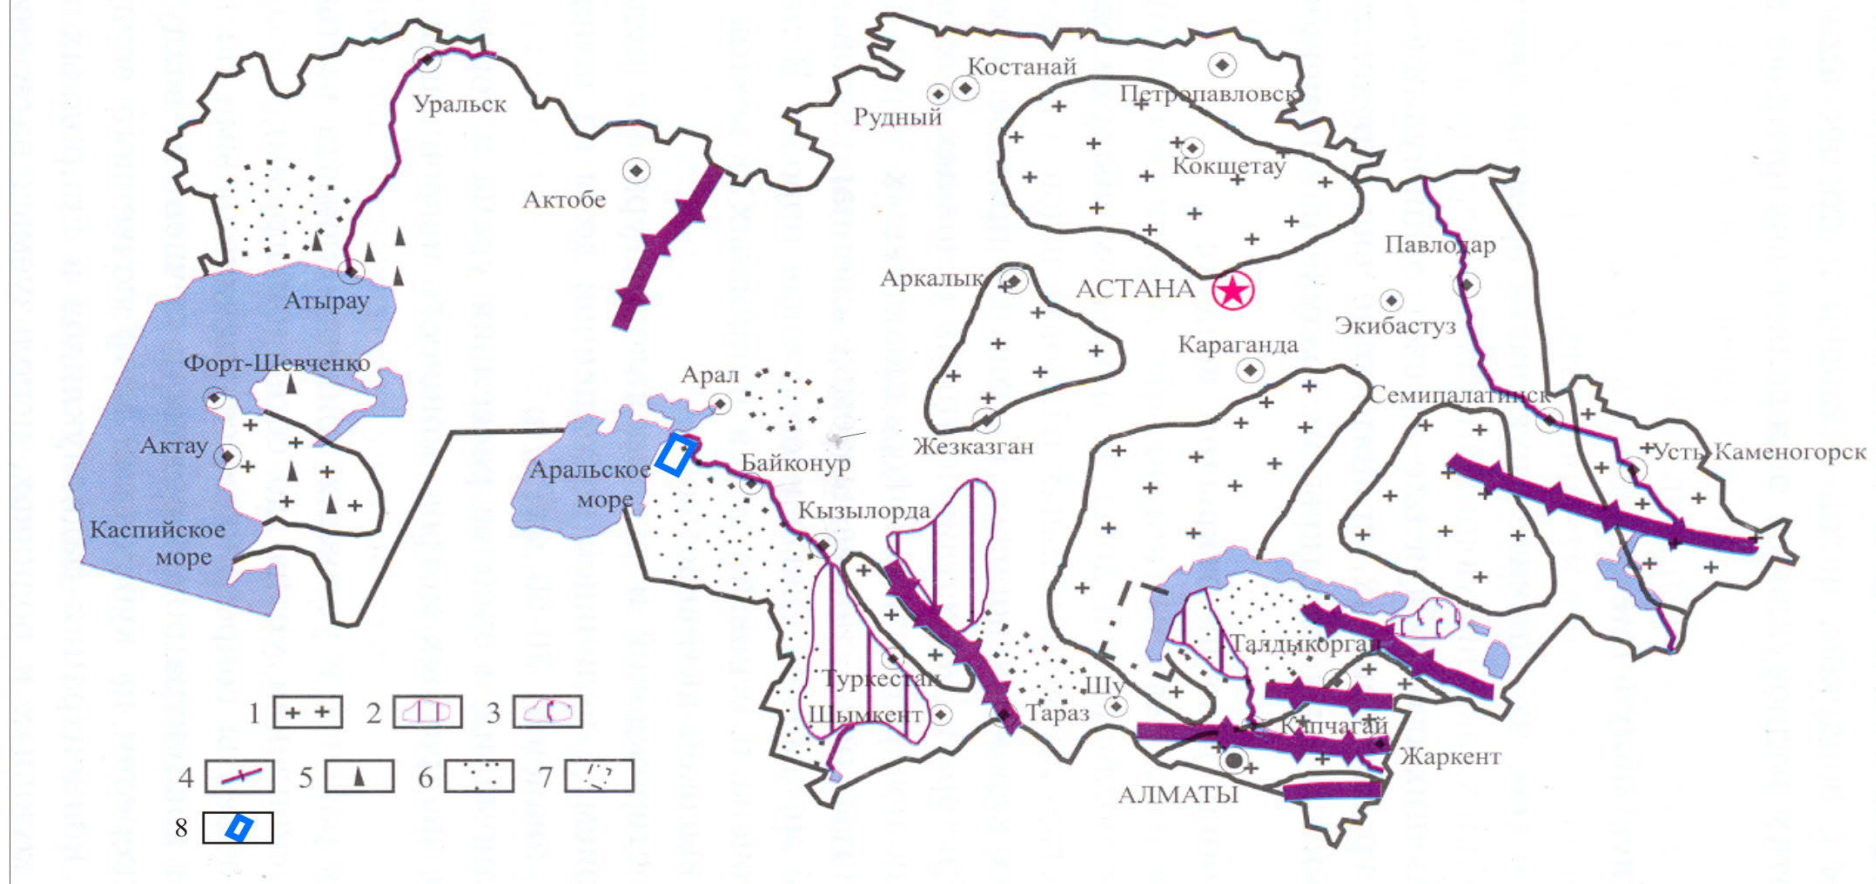 Костанай
Петропавловск
Рудный
Уральск
Кокщетау
Актобе
Павлодар
Аркалык
АСТАНА
Атырау
Экибастуз
Караганда
Форт-Шевченко
Арал
Семипалатинск
Актау
Жезказган
Усть-Каменогорск
Аральское
море
Байконур
Кызылорда
Каспийское
море
Талдыкорган
Туркестан
Шу
Шымкент
Тараз
Капчагай
Жаркент
АЛМАТЫ
1
2
3
4
5
6
7
8